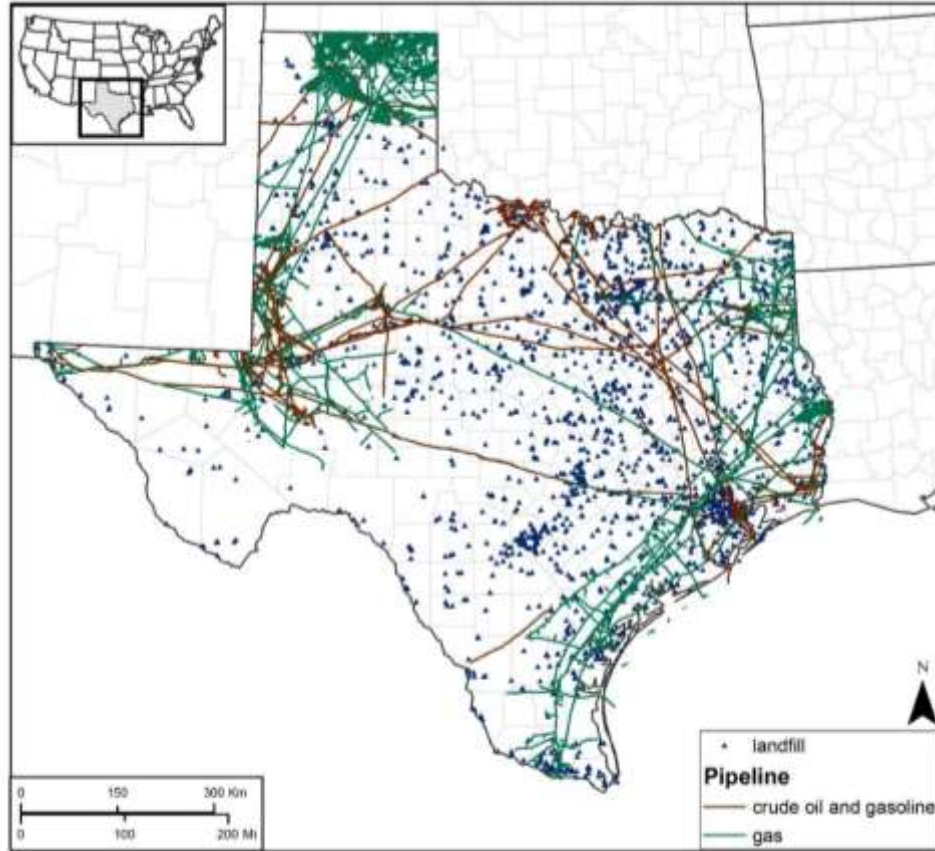 N
landfill
Pipeline
crude oil and gasoline
gas
0 150 300 Km
0 100 200 Mi